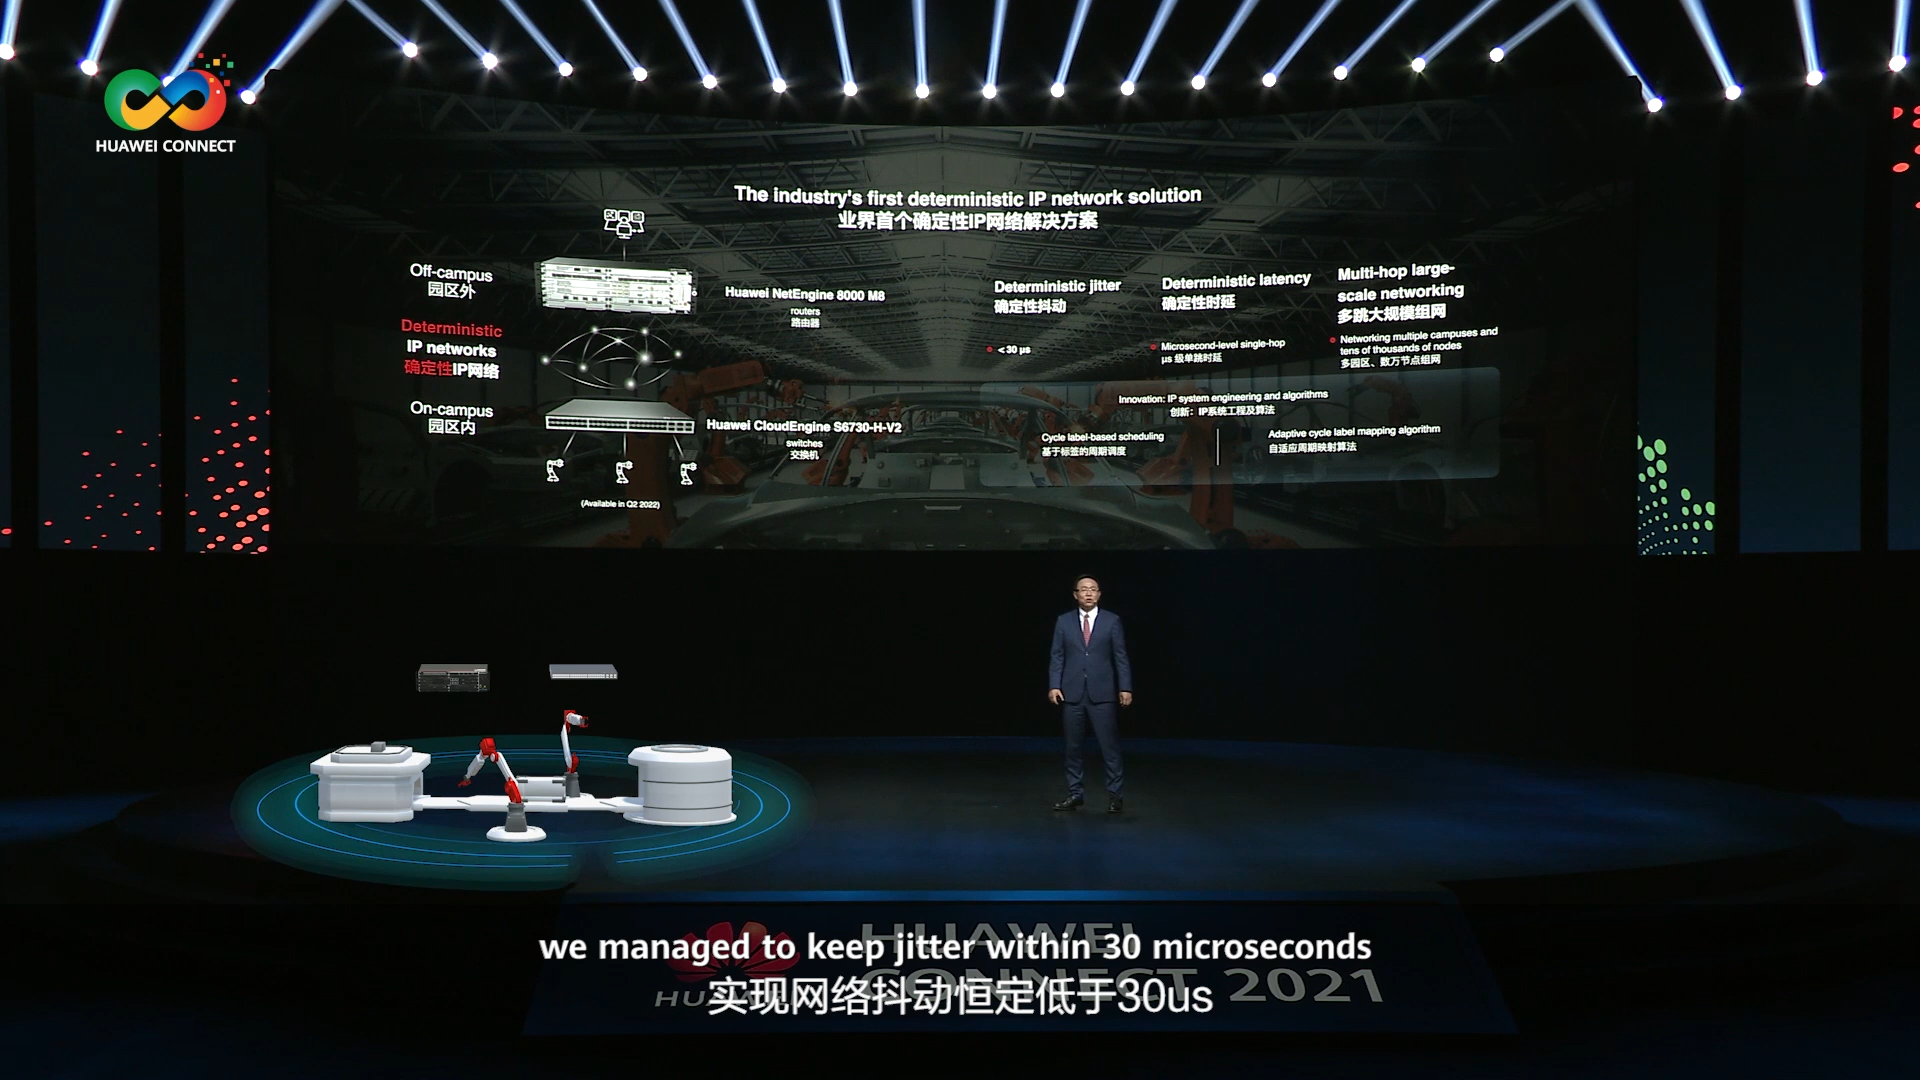 HUAWEI CONNECT
The industry's first deterministic IP network solution
业界首个确定性IP网络解决方案
Off-campus
园区外
Deterministic
IP networks
确定性IP网络
On-campus
园区内
Huawei NetEngine 8000 M8
routers
路由器
Huawei CloudEngine S6730-H-V2
switches
交换机
(Available in Q2 2022)
Deterministic jitter
确定性抖动
< 30 μs
Deterministic latency
确定性时延
Microsecond-level single-hop
μs 级单跳时延
Multi-hop large-
scale networking
多跳大规模组网
Networking multiple campuses and
tens of thousands of nodes
多园区、数万节点组网
Innovation: IP system engineering and algorithms
创新：IP系统工程及算法
Cycle label-based scheduling
基于标签的周期调度
Adaptive cycle label mapping algorithm
自适应周期映射算法
HUAWEI
CONNECT 2021
we managed to keep jitter within 30 microseconds
实现网络抖动恒定低于30us